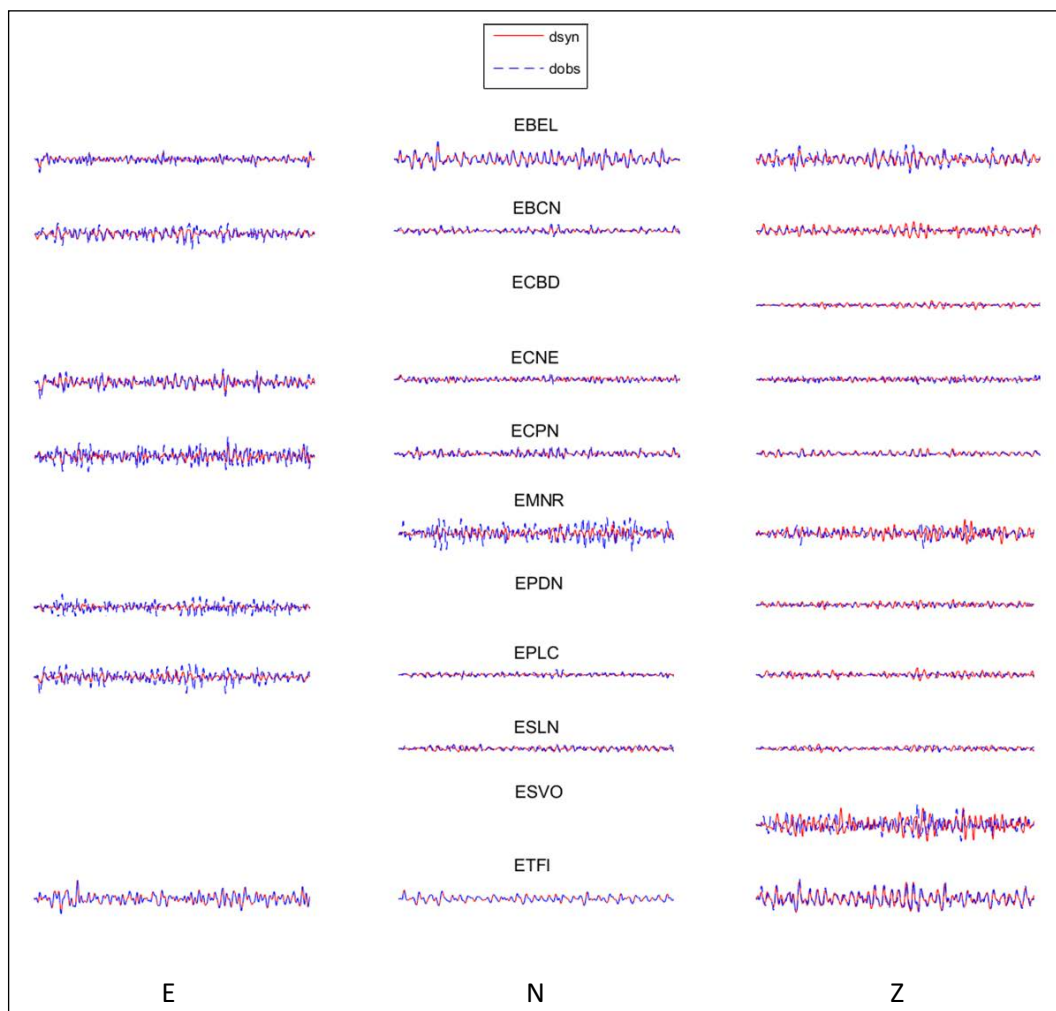 dsyn
dobs
EBEL
EBCN
ECBD
ECNE
ECPN
EMNR
EPDN
EPLC
ESLN
ESVO
ETFI
E N Z